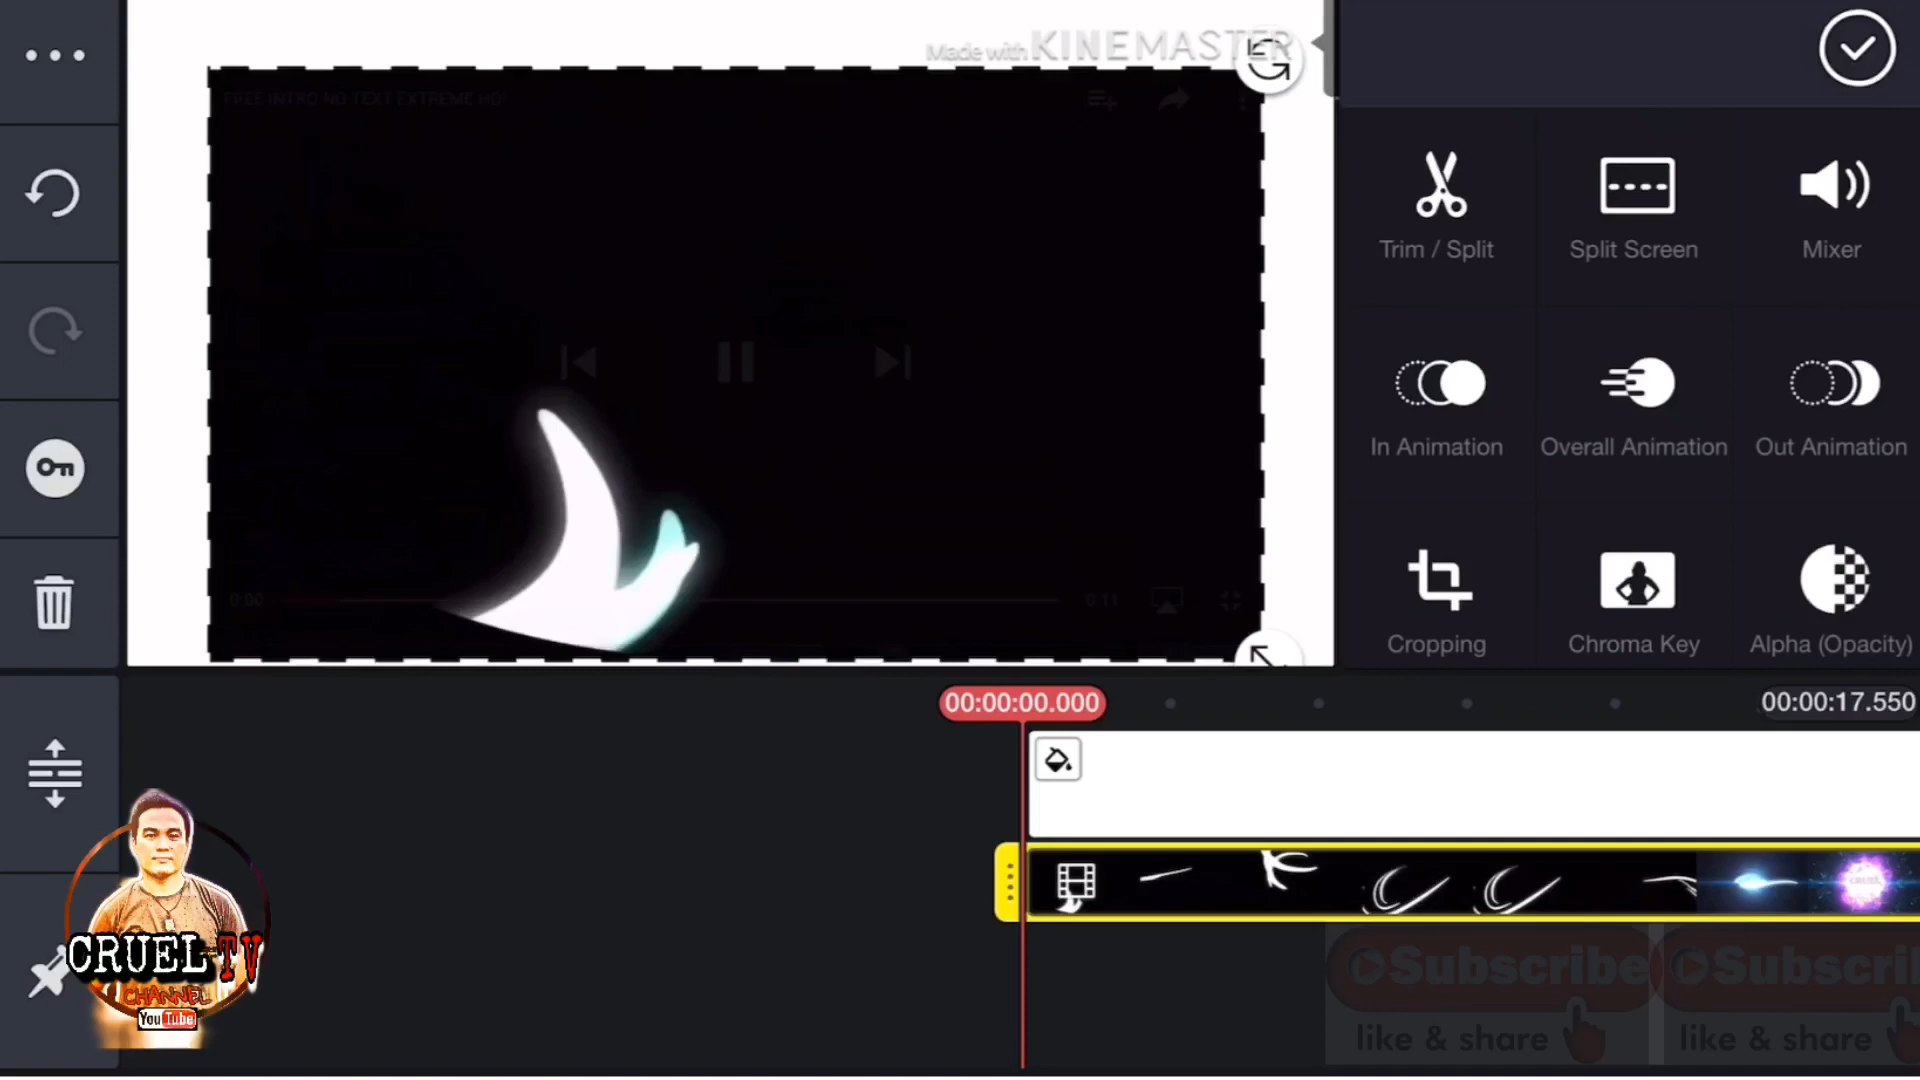 Made with KINEMASTER
FREE INTRO NO TEXT EXTREME HD
Trim / Split
Split Screen
Mixer
In Animation
Overall Animation
Out Animation
0:00
0:11
Cropping
Chroma Key
Alpha (Opacity)
00:00:00.000
00:00:17.550
CRUEL TV
CHANNEL
YouTube
Subscribe
like & share
like & share